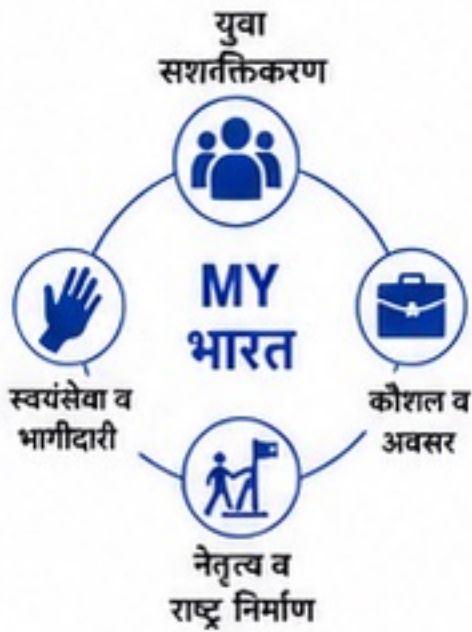 युवा
सशक्तिकरण
MY
भारत
स्वयंसेवा व
भागीदारी
कौशल व
अवसर
नेतृत्व व
राष्ट्र निर्माण